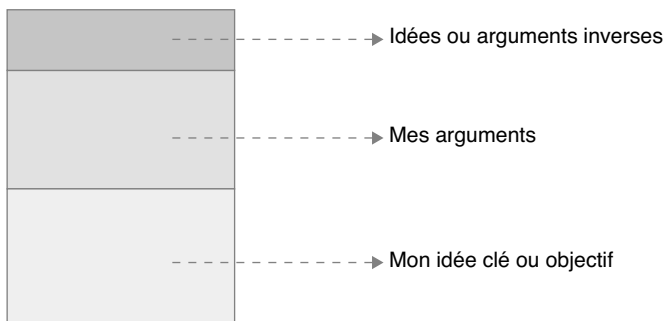 Idées ou arguments inverses
Mes arguments
Mon idée clé ou objectif